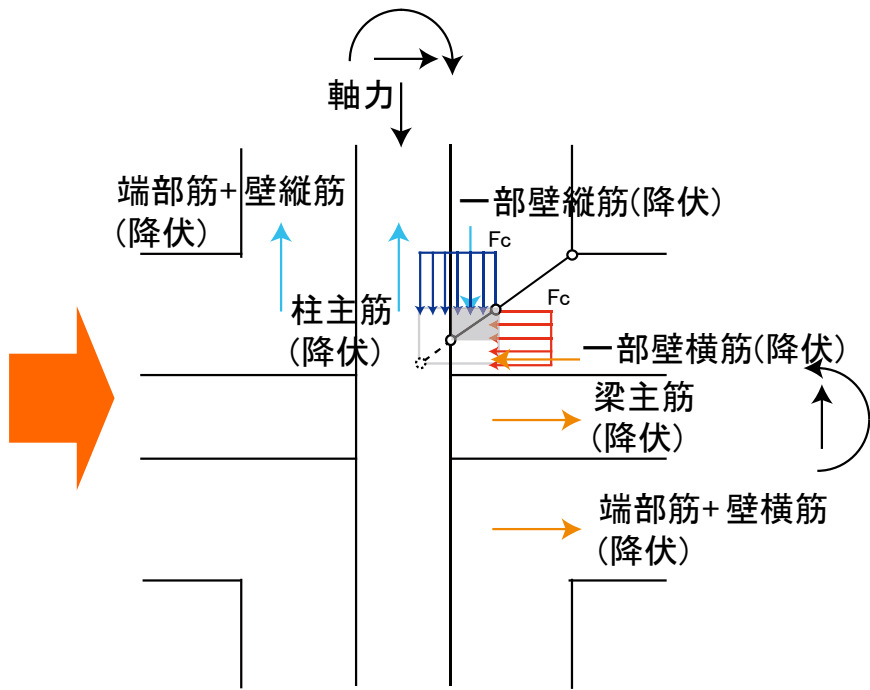 軸力
端部筋+壁縦筋
(降伏)
一部壁縦筋(降伏)
Fc
Fc
柱主筋
(降伏)
一部壁横筋(降伏)
梁主筋
(降伏)
端部筋+壁横筋
(降伏)